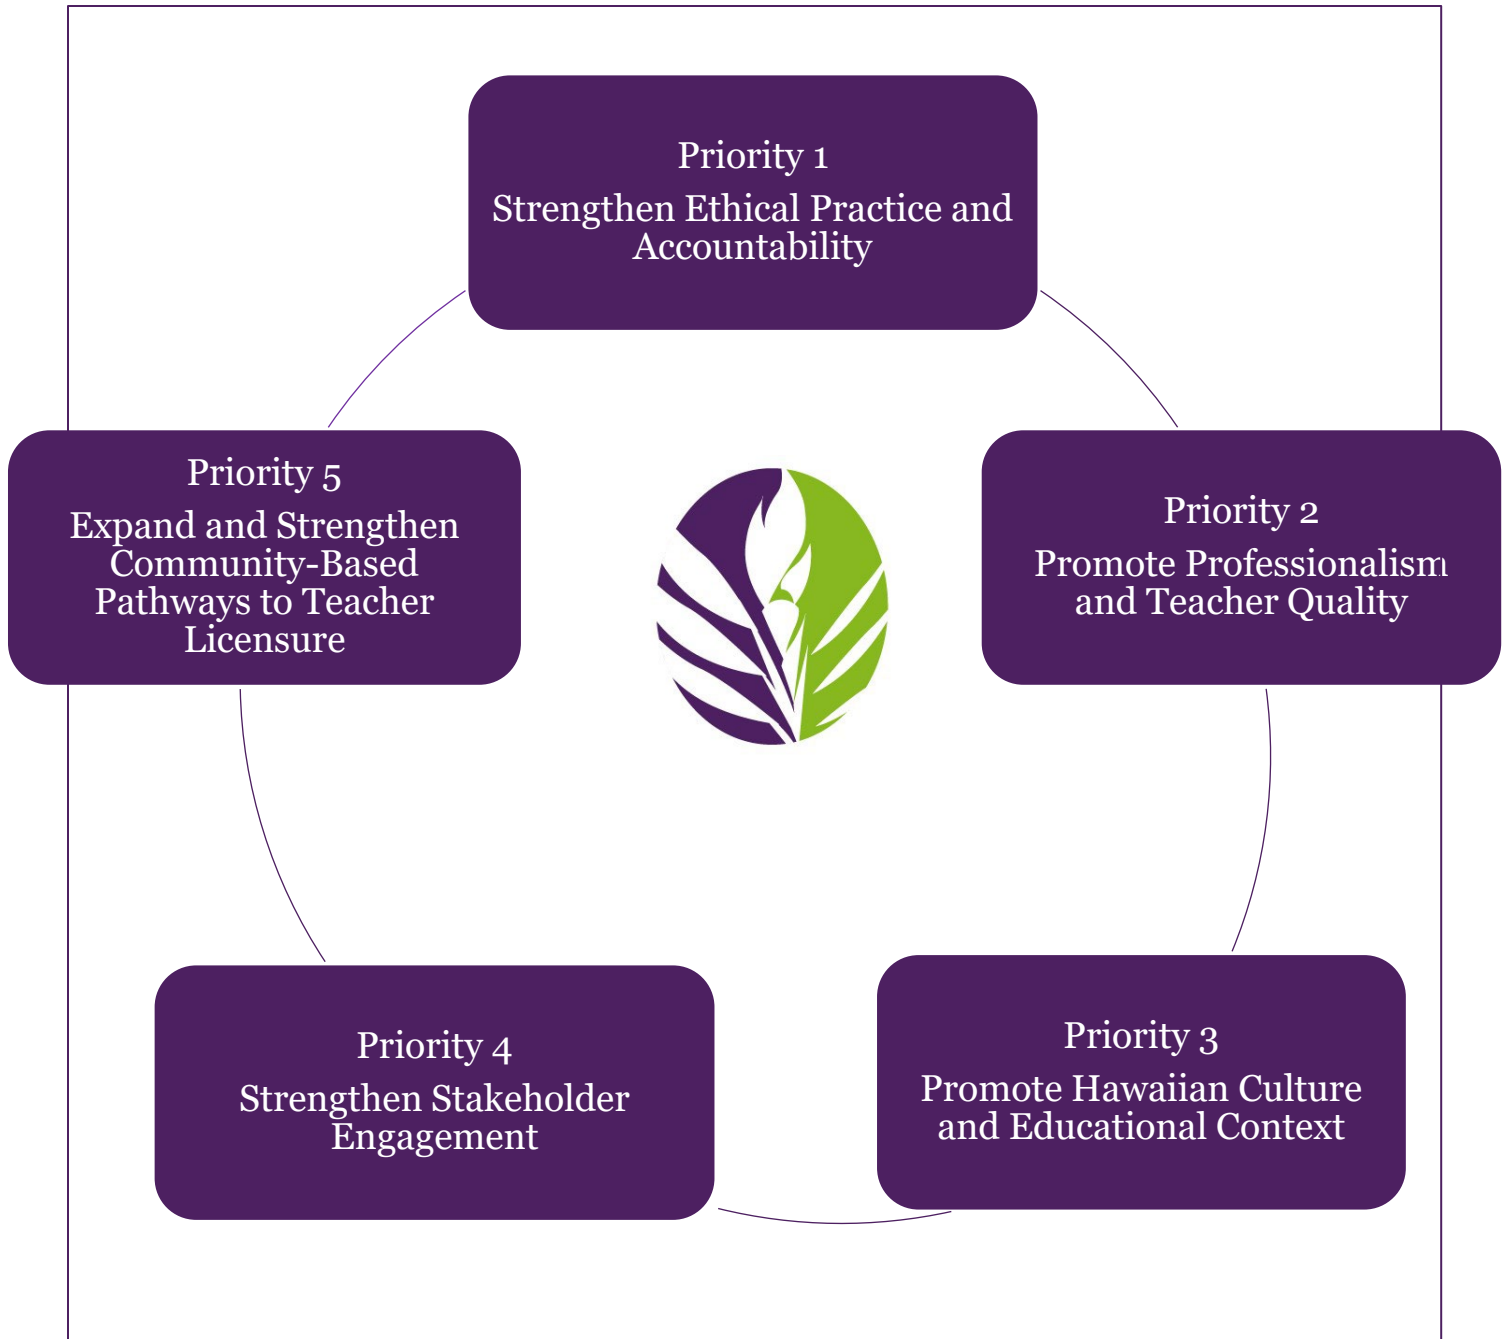 Priority 1
Strengthen Ethical Practice and
Accountability
Priority 2
Promote Professionalism
and Teacher Quality
Priority 3
Promote Hawaiian Culture
and Educational Context
Priority 4
Strengthen Stakeholder
Engagement
Priority 5
Expand and Strengthen
Community-Based
Pathways to Teacher
Licensure